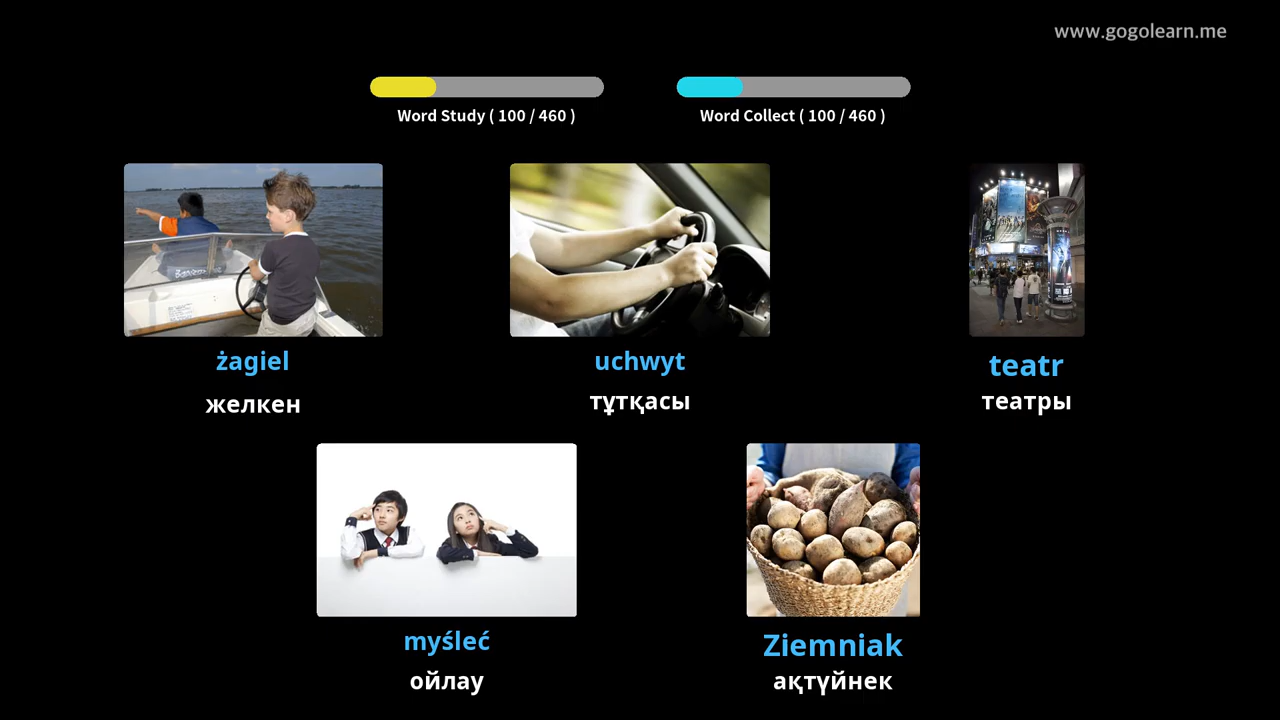 www.gogolearn.me
Word Study ( 100 / 460 )
Word Collect ( 100 / 460 )
żagiel
желкен
uchwyt
тұтқасы
teatr
театры
myśleć
ойлау
Ziemniak
ақтүйнек